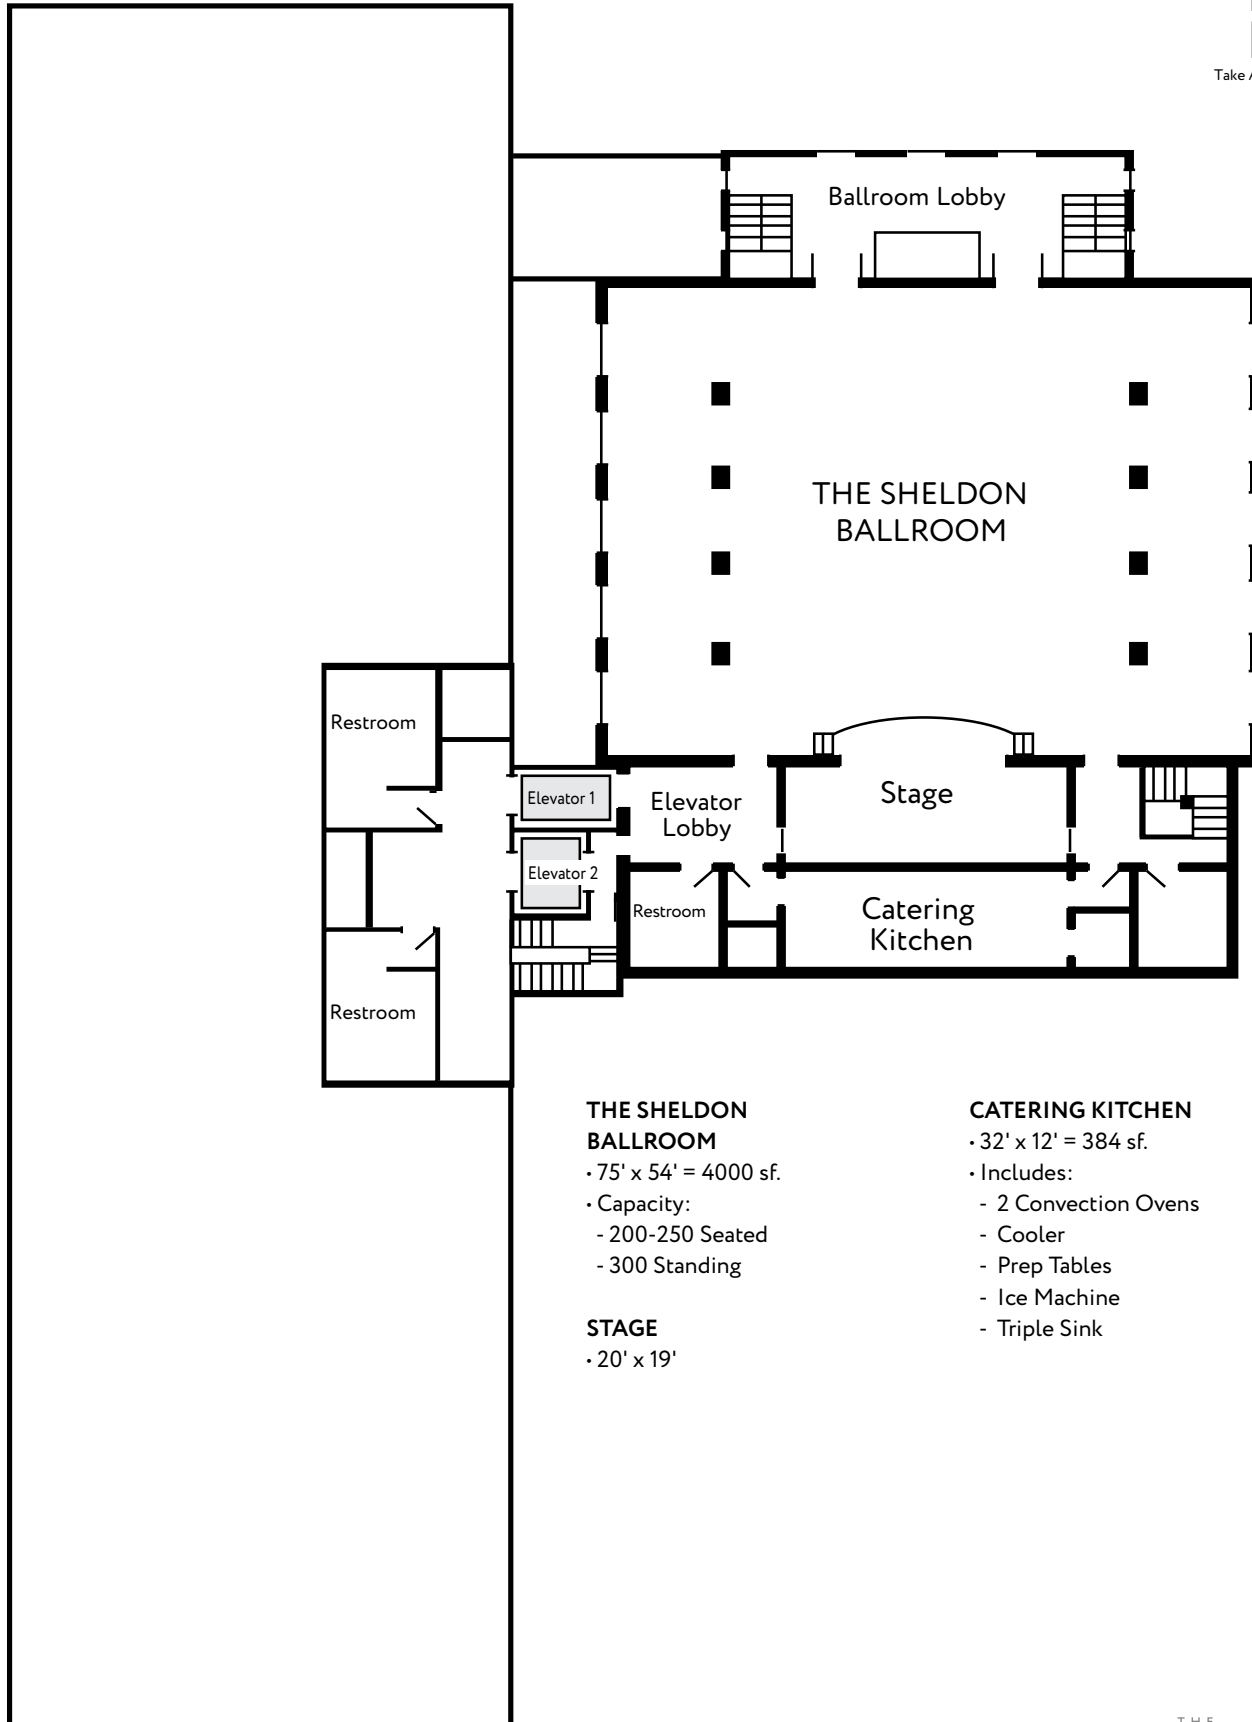 Take
Ballroom Lobby
THE SHELDON
BALLROOM
Restroom
Elevator 1
Elevator
Lobby
Stage
Elevator 2
Restroom
Catering
Kitchen
Restroom
THE SHELDON
BALLROOM
• 75' x 54' = 4000 sf.
• Capacity:
- 200-250 Seated
- 300 Standing
STAGE
• 20' x 19'
CATERING KITCHEN
• 32' x 12' = 384 sf.
• Includes:
- 2 Convection Ovens
- Cooler
- Prep Tables
- Ice Machine
- Triple Sink
THE